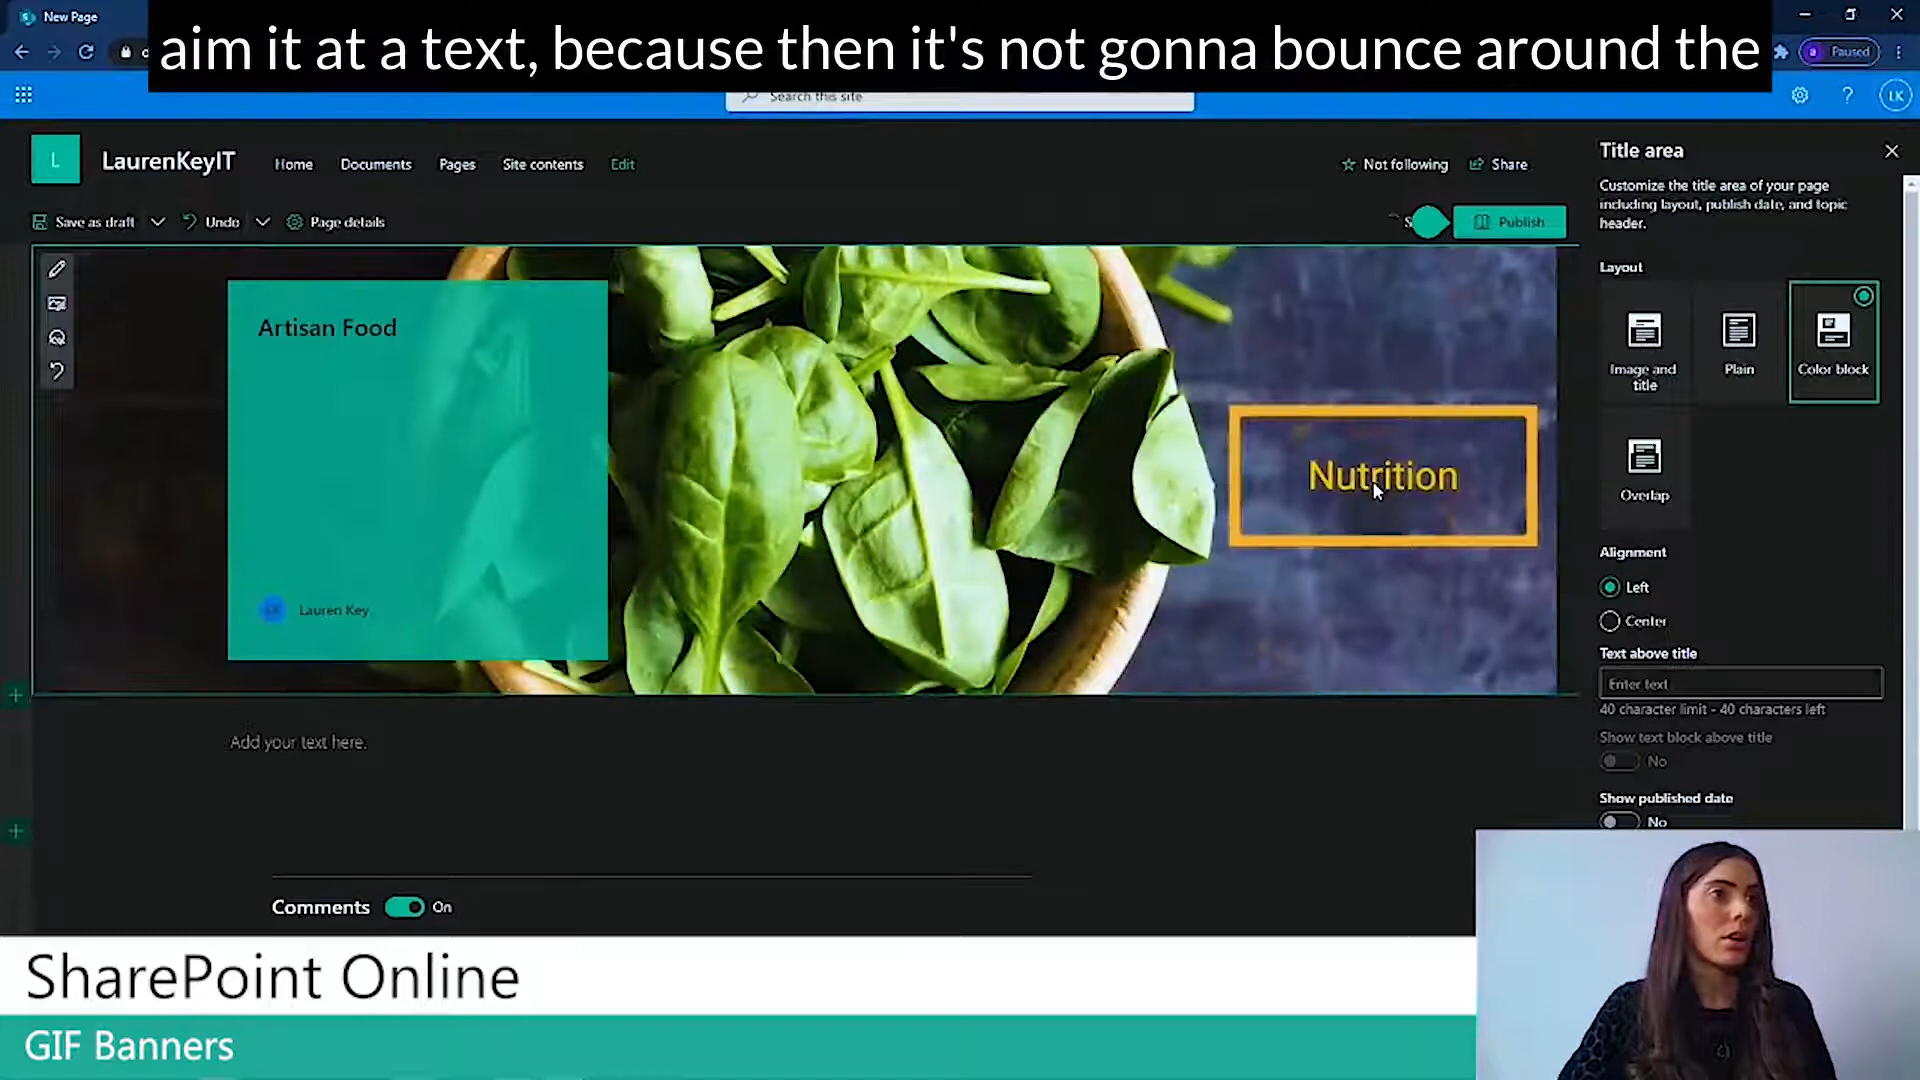 New Page
aim it at a text, because then it's not gonna bounce around the
Paused
Search this site
LK
L
LaurenKeyIT
Home
Documents
Pages
Site contents
Edit
Not following
Share
Save as draft
Undo
Page details
Publish
Artisan Food
Lauren Key
Nutrition
Add your text here.
Comments
On
Title area
Customize the title area of your page
including layout, publish date, and topic
header.
Layout
Image and
title
Plain
Color block
Overlap
Alignment
Left
Center
Text above title
Enter text
40 character limit - 40 characters left
Show text block above title
No
Show published date
No
SharePoint Online
GIF Banners